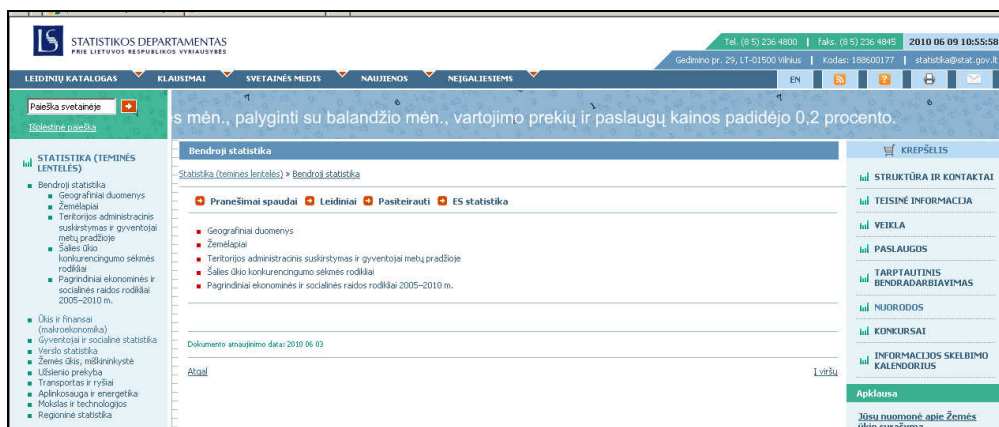 STATISTIKOS DEPARTAMENTAS
PRIE LIETUVOS RESPUBLIKOS VYRIAUSYBĖS
Tel. (8 5) 236 4800 | faks. (8 5) 236 4845 2010 06 09 10:55:58
Gedimino pr. 29, LT-01500 Vilnius | Kodas: 188600177 | statistika@stat.gov.lt
LEIDINIŲ KATALOGAS KLAUSIMAI SVETAINĖS MEDIS NAUJIENOS NEĮGALIESIEMS EN
Paieška svetainėje
Išplėstinė paieška
s mėn., palyginti su balandžio mėn., vartojimo prekių ir paslaugų kainos padidėjo 0,2 procento.
STATISTIKA (TEMINĖS
LENTELĖS)
Bendroji statistika
Geografiniai duomenys
Žemėlapiai
Teritorijos administracinis
suskirstymas ir gyventojai
metų pradžioje
Šalies ūkio
konkurencingumo sėkmės
rodikliai
Pagrindiniai ekonominės ir
socialinės raidos rodikliai
2005–2010 m.
Ūkis ir finansai
(makroekonomika)
Gyventojai ir socialinė statistika
Verslo statistika
Žemės ūkis, miškininkystė
Užsienio prekyba
Transportas ir ryšiai
Aplinkosauga ir energetika
Mokslas ir technologijos
Regioninė statistika
Bendroji statistika
Statistika (teminės lentelės) » Bendroji statistika
Pranešimai spaudai Leidiniai Pasiteirauti ES statistika
Geografiniai duomenys
Žemėlapiai
Teritorijos administracinis suskirstymas ir gyventojai metų pradžioje
Šalies ūkio konkurencingumo sėkmės rodikliai
Pagrindiniai ekonominės ir socialinės raidos rodikliai 2005–2010 m.
Dokumento atnaujinimo data: 2010 06 03
Atgal Į viršų
KREPŠELIS
STRUKTŪRA IR KONTAKTAI
TEISINĖ INFORMACIJA
VEIKLA
PASLAUGOS
TARPTAUTINIS
BENDRADARBIAVIMAS
NUORODOS
KONKURSAI
INFORMACIJOS SKELBIMO
KALENDORIUS
Apklausa
Jūsų nuomonė apie Žemės
ūkio surašymą